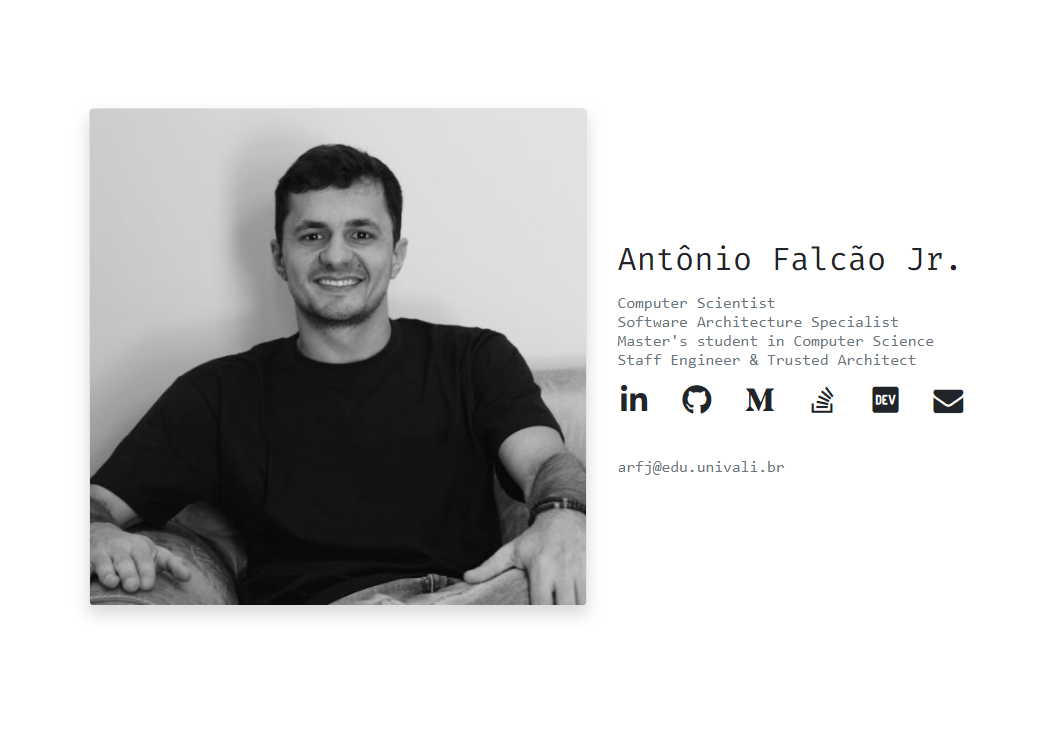 Antônio Falcão Jr.
Computer Scientist
Software Architecture Specialist
Master's student in Computer Science
Staff Engineer & Trusted Architect
in M DEV
arfj@edu.univali.br